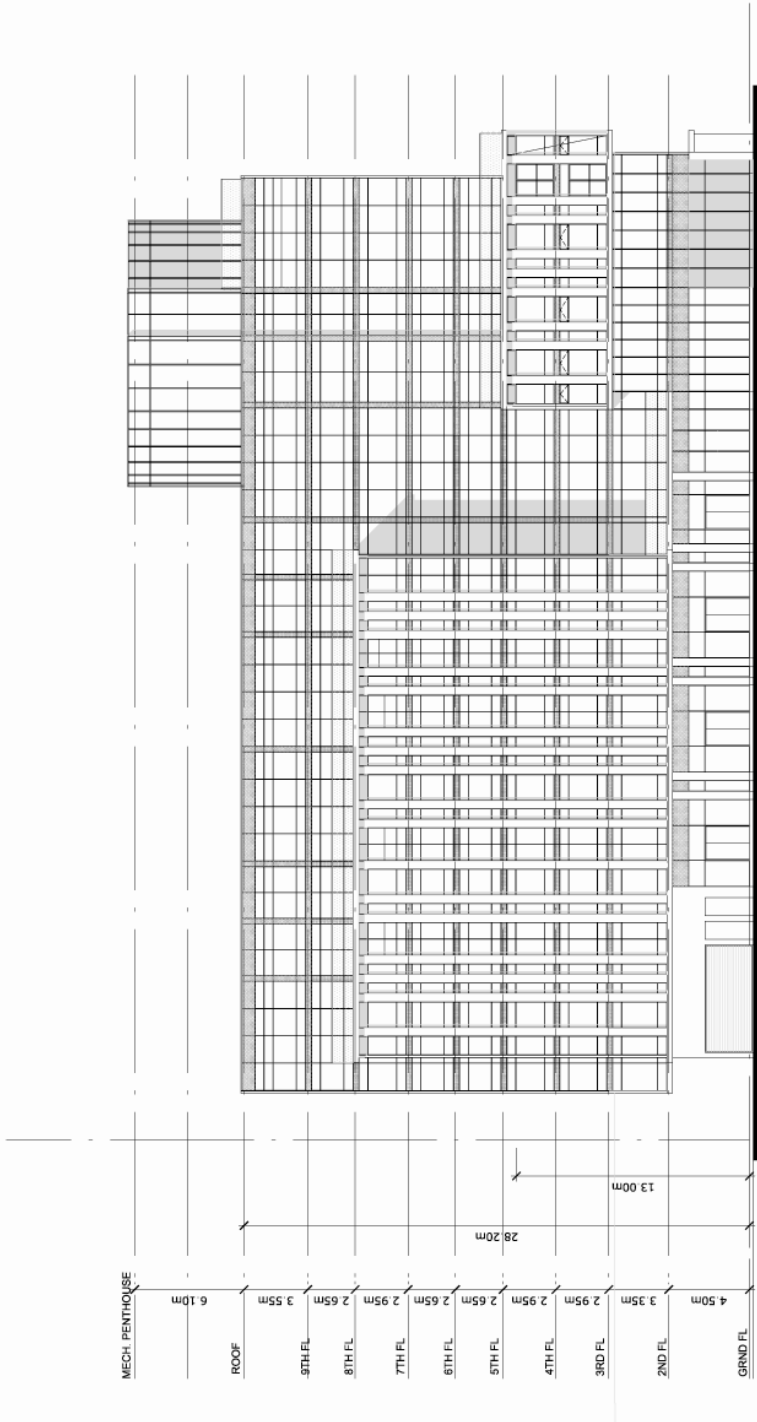 MECH. PENTHOUSE
6.10m
ROOF
3.55m
9TH FL
2.65m
8TH FL
2.95m
7TH FL
2.65m
6TH FL
2.65m
5TH FL
2.95m
4TH FL
2.95m
3RD FL
3.35m
2ND FL
4.50m
GRND FL
28.20m
13.00m